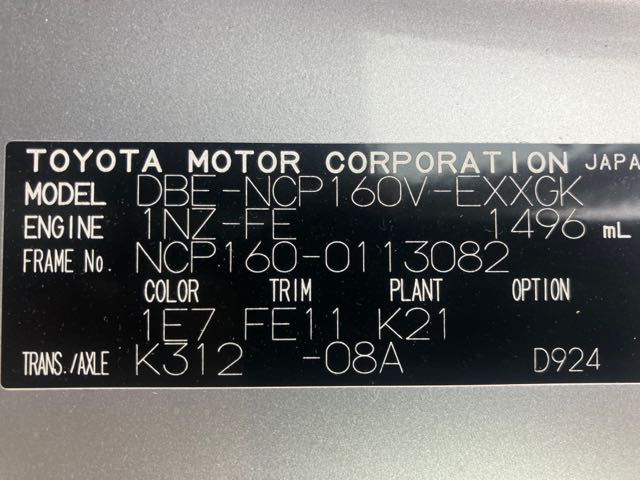 TOYOTA MOTOR CORPORATION JAPA
MODEL DBE-NCP160V-EXXGK
ENGINE 1NZ-FE 1496 mL
FRAME No. NCP160-0113082
COLOR TRIM PLANT OPTION
1E7 FE11 K21
TRANS./AXLE K312 -08A D924